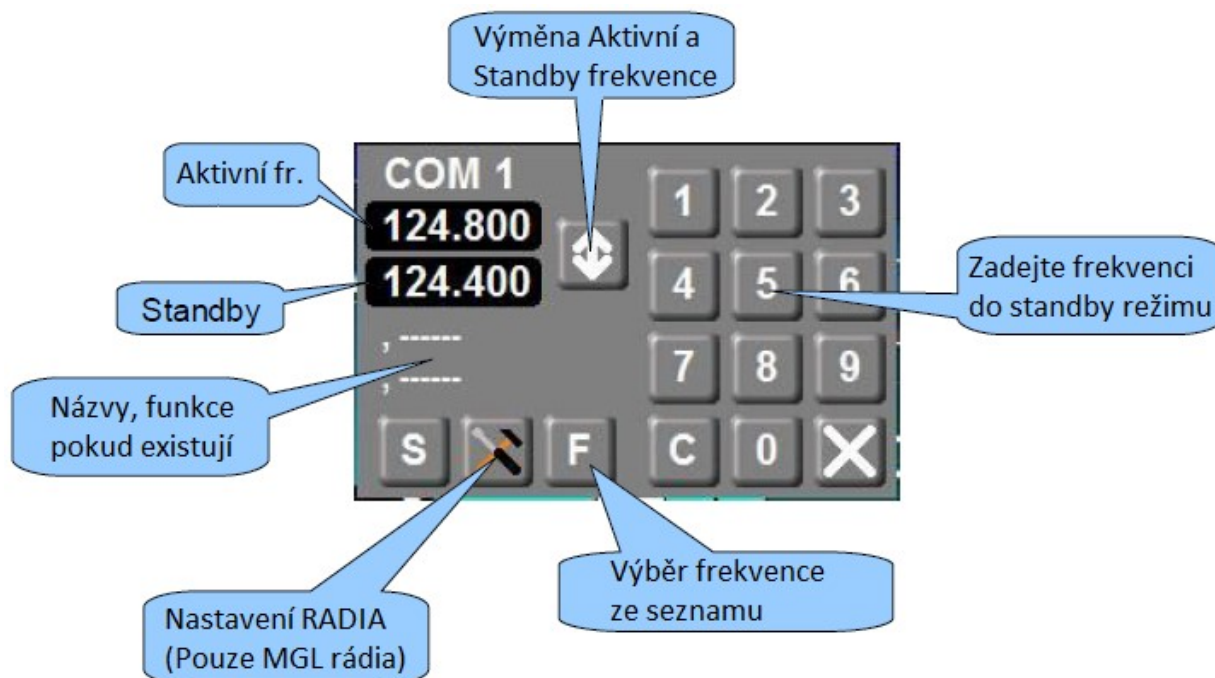 Výměna Aktivní a
Standby frekvence
Aktivní fr.
COM 1
124.800
124.400
Standby
, ------
, ------
Názvy, funkce
pokud existují
1 2 3
4 5 6
7 8 9
S F C 0 X
Zadejte frekvenci
do standby režimu
Nastavení RADIA
(Pouze MGL rádia)
Výběr frekvence
ze seznamu